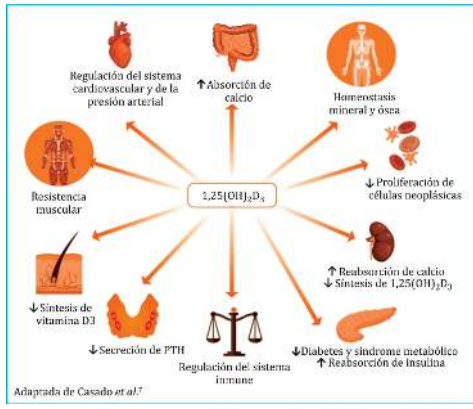 Regulación del sistema
cardiovascular y de la
presión arterial
↑ Absorción de
calcio
Homeostasis
mineral y ósea
Resistencia
muscular
1,25(OH)₂D₃
↓ Proliferación de
células neoplásicas
↓ Síntesis de
vitamina D3
↓ Secreción de PTH
Regulación del sistema
inmune
↑ Reabsorción de calcio
↓ Síntesis de 1,25(OH)₂D₃
↓ Diabetes y síndrome metabólico
↑ Reabsorción de insulina
Adaptada de Casado et al.⁷